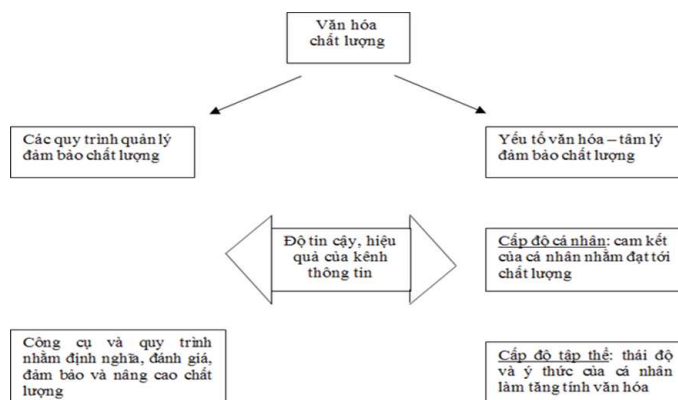 Văn hóa
chất lượng
Các quy trình quản lý
đảm bảo chất lượng
Yếu tố văn hóa – tâm lý
đảm bảo chất lượng
Độ tin cậy, hiệu
quả của kênh
thông tin
Cấp độ cá nhân: cam kết
của cá nhân nhằm đạt tới
chất lượng
Công cụ và quy trình
nhằm định nghĩa, đánh giá,
đảm bảo và nâng cao chất
lượng
Cấp độ tập thể: thái độ
và ý thức của cá nhân
làm tăng tính văn hóa